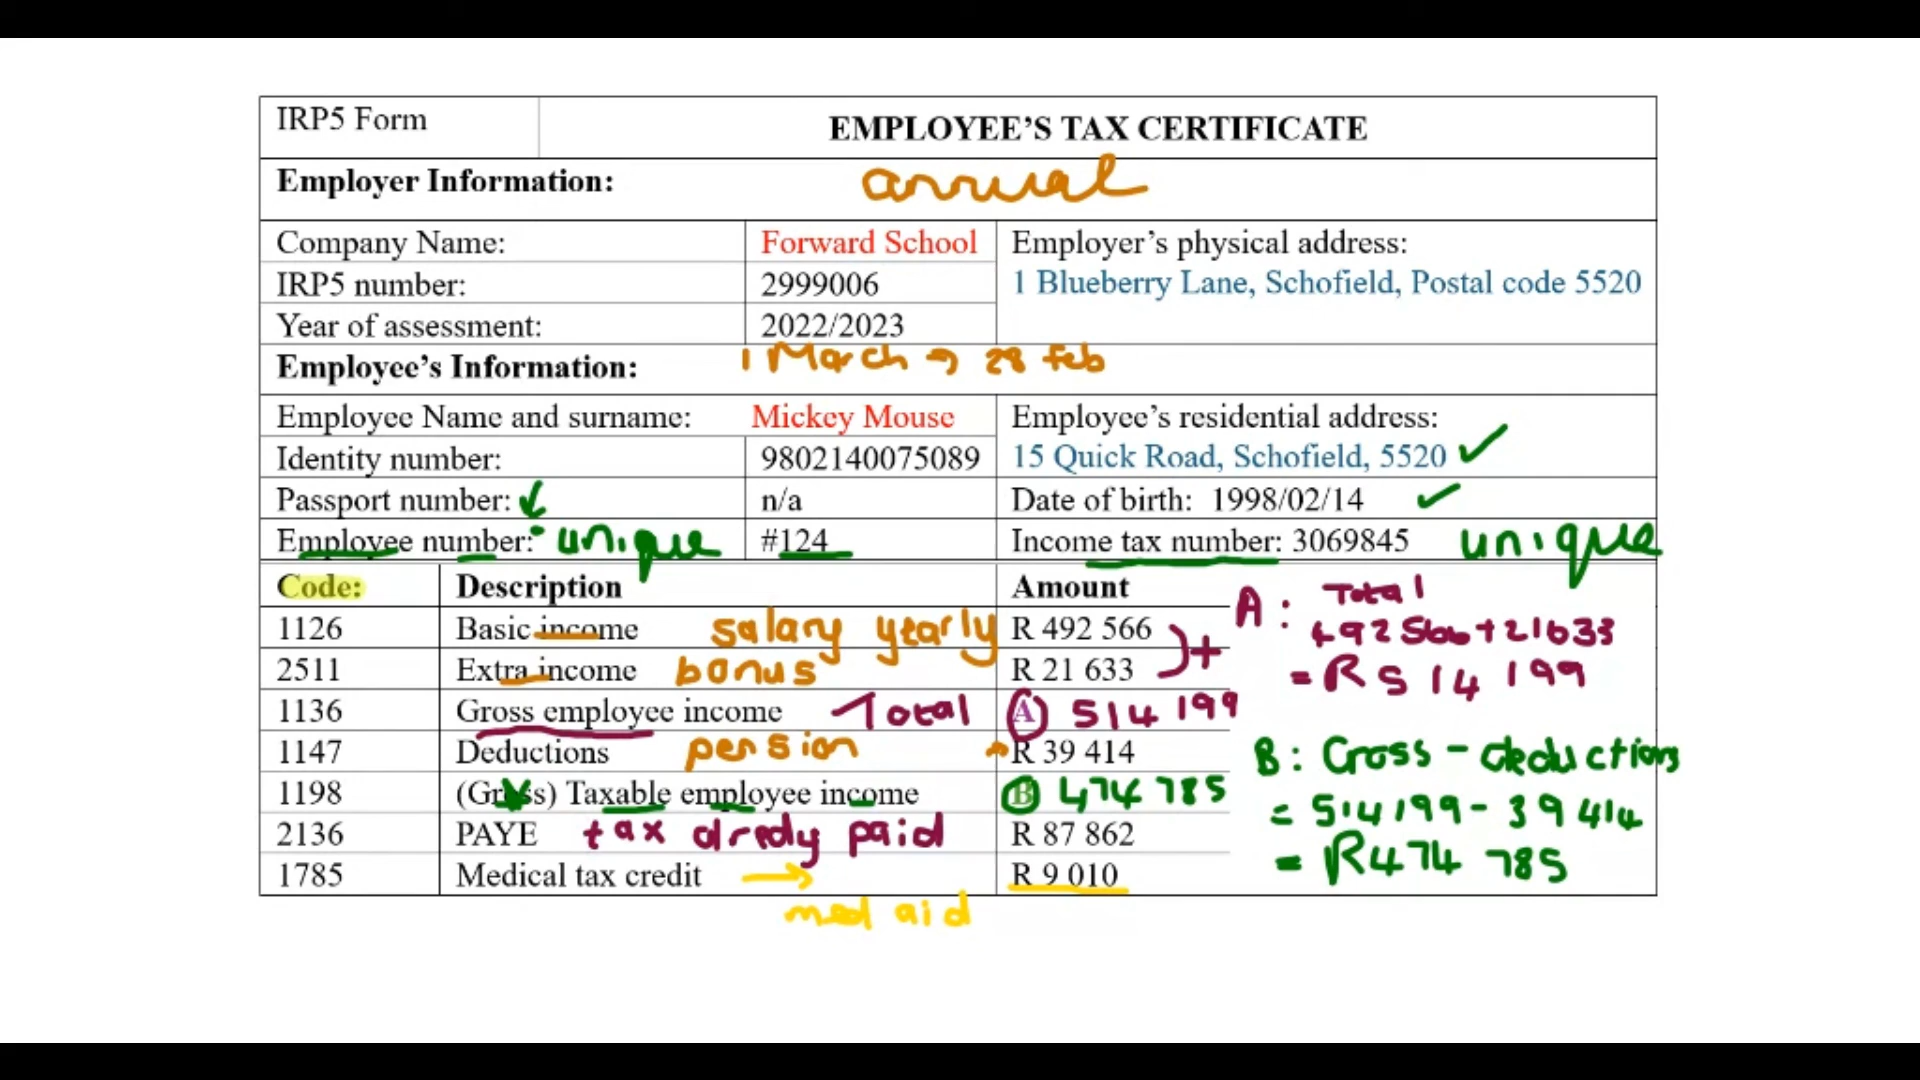 IRP5 Form
EMPLOYEE'S TAX CERTIFICATE
Employer Information:
annual
Company Name: Forward School
Employer's physical address:
IRP5 number: 2999006
1 Blueberry Lane, Schofield, Postal code 5520
Year of assessment: 2022/2023
Employee's Information: 1 March → 28 feb
Employee Name and surname: Mickey Mouse
Employee's residential address:
Identity number: 9802140075089
15 Quick Road, Schofield, 5520 ✓
Passport number: n/a
Date of birth: 1998/02/14 ✓
Employee number: unique #124
Income tax number: 3069845 unique
Code: Description Amount
1126 Basic income salary yearly R 492 566
2511 Extra income bonus R 21 633
1136 Gross employee income Total A 514 199
1147 Deductions pension R 39 414
1198 (Gross) Taxable employee income B 474 785
2136 PAYE tax alredy paid R 87 862
1785 Medical tax credit → R 9 010
med aid
+
A: Total
492 566 + 21633
= R514 199
B: Gross - deductions
= 514199 - 39 414
= R474 785